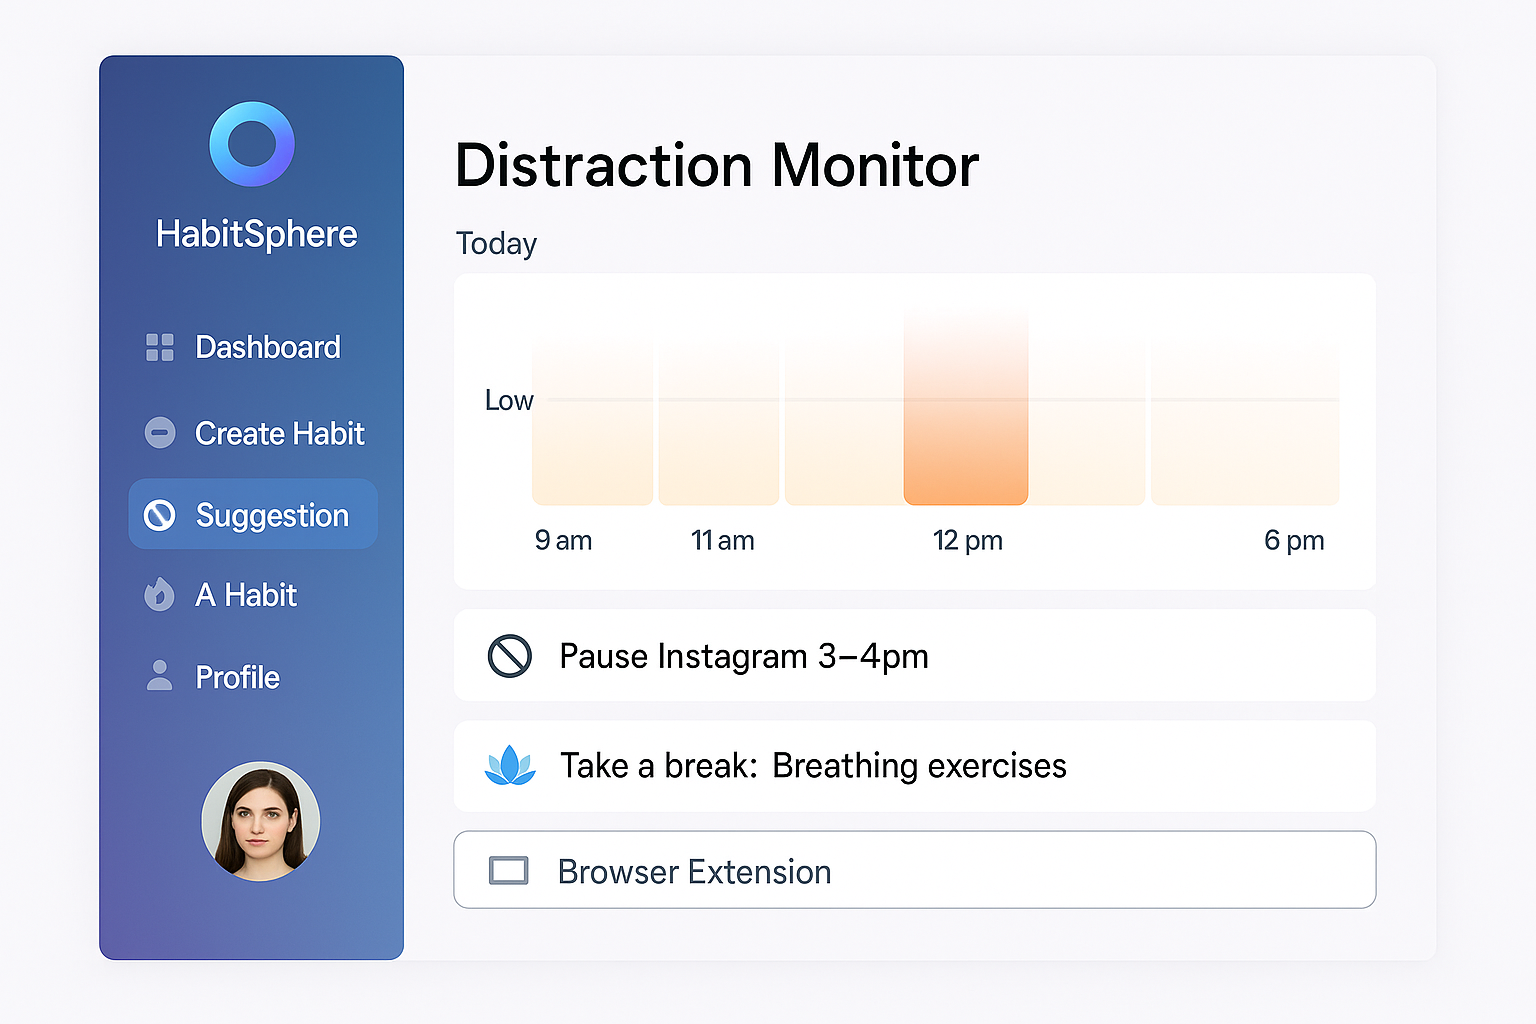 HabitSphere
Dashboard
Create Habit
Suggestion
A Habit
Profile
Distraction Monitor
Today
Low
9 am
11 am
12 pm
6 pm
Pause Instagram 3–4pm
Take a break: Breathing exercises
Browser Extension